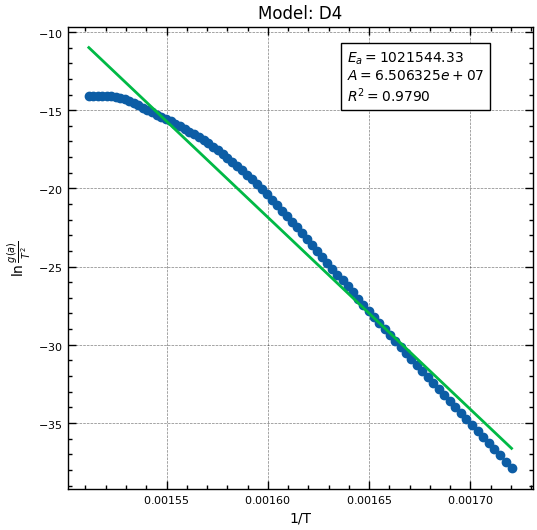 Model: D4
E_a = 1021544.33
A = 6.506325e + 07
R² = 0.9790
−10
−15
−20
−25
−30
−35
ln g(a)/T²
0.00155 0.00160 0.00165 0.00170
1/T